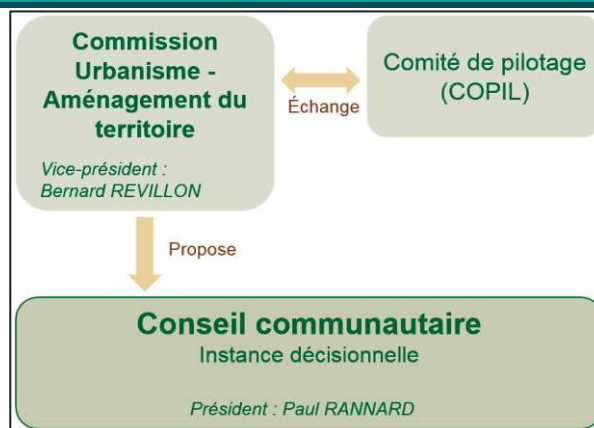 Commission
Urbanisme -
Aménagement du
territoire
Vice-président :
Bernard REVILLON
Échange
Comité de pilotage
(COPIL)
Propose
Conseil communautaire
Instance décisionnelle
Président : Paul RANNARD